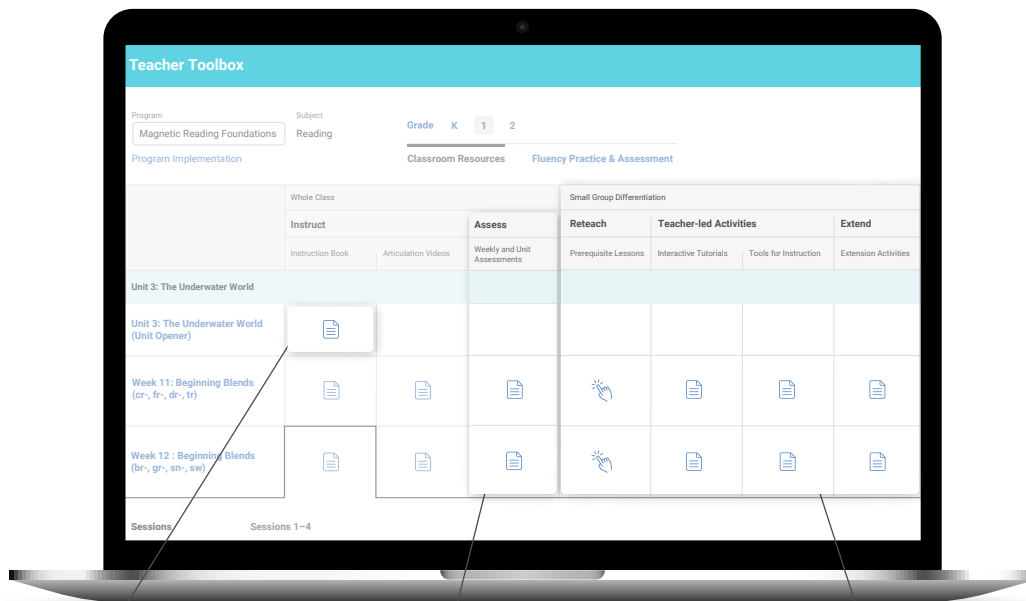 Teacher Toolbox
Program
Subject
Magnetic Reading Foundations
Reading
Grade K 1 2
Program Implementation
Classroom Resources
Fluency Practice & Assessment
Whole Class
Small Group Differentiation
Instruct
Assess
Reteach
Teacher-led Activities
Extend
Instruction Book
Articulation Videos
Weekly and Unit
Assessments
Prerequisite Lessons
Interactive Tutorials
Tools for Instruction
Extension Activities
Unit 3: The Underwater World
Unit 3: The Underwater World
(Unit Opener)
Week 11: Beginning Blends
(cr-, fr-, dr-, tr)
Week 12 : Beginning Blends
(br-, gr-, sn-, sw)
Sessions
Sessions 1–4